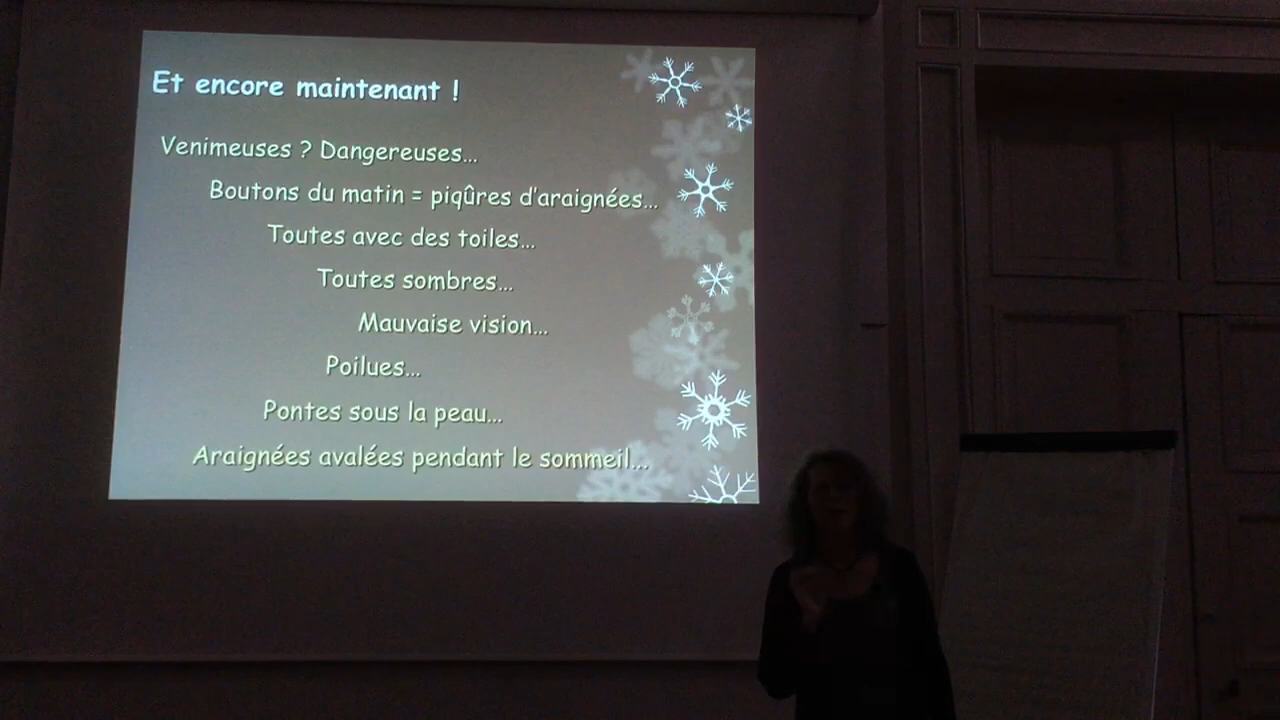 Et encore maintenant !
Venimeuses ? Dangereuses...
Boutons du matin = piqûres d'araignées...
Toutes avec des toiles...
Toutes sombres...
Mauvaise vision...
Poilues...
Pontes sous la peau...
Araignées avalées pendant le sommeil...